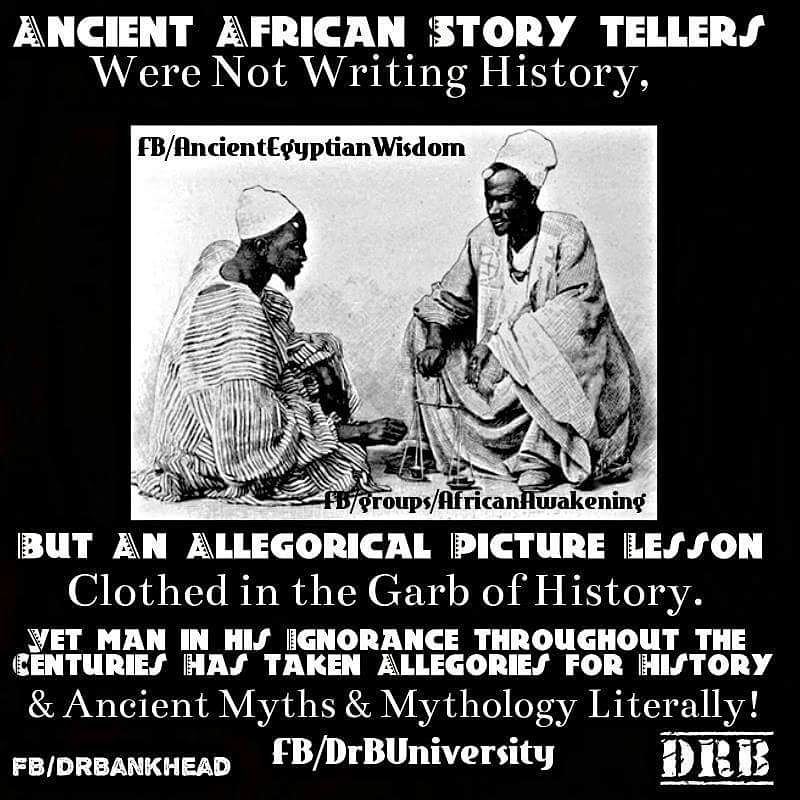 Ancient African Story tellers
Were Not Writing History,
FB/AncientEgyptianWisdom
FB/groups/AfricanAwakening
But an Allegorical Picture Lesson
Clothed in the Garb of History.
Yet man in his Ignorance throughout the
Centuries Has taken Allegories for History
& Ancient Myths & Mythology Literally!
FB/DRBANKHEAD
FB/DrBUniversity
DRB